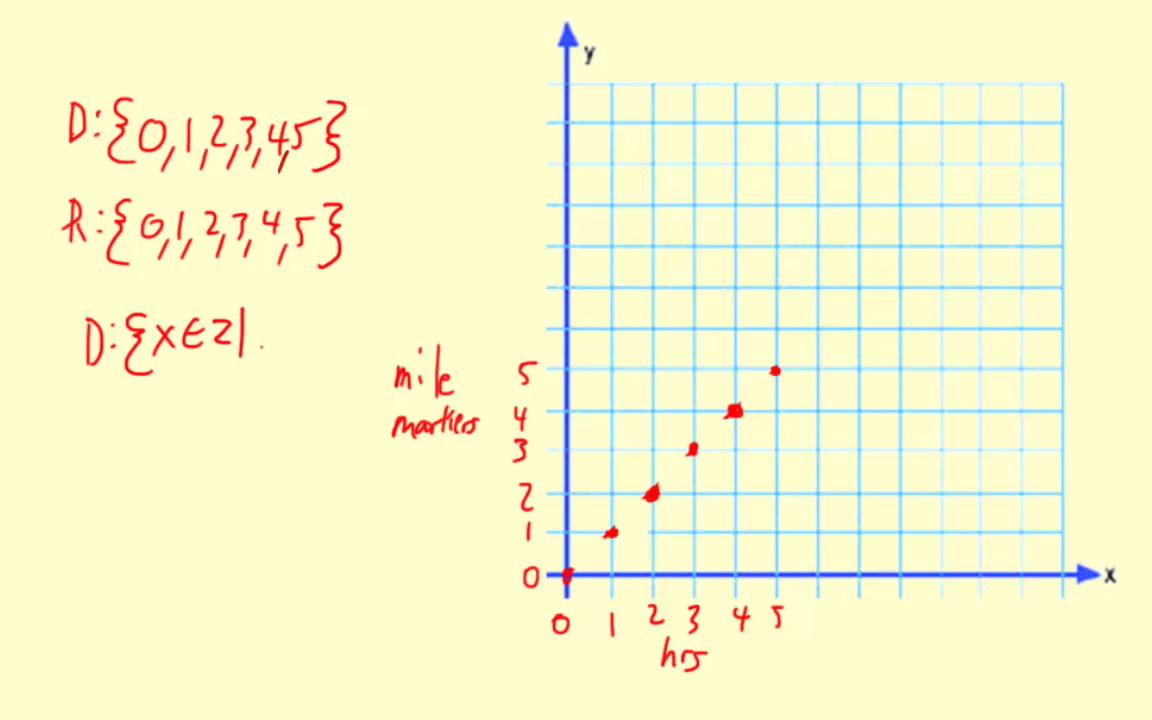 y
D:{0,1,2,3,4,5}
R:{0,1,2,3,4,5}
D:{x∈Z|.
mile
markers
5
4
3
2
1
0
x
0 1 2 3 4 5
hrs